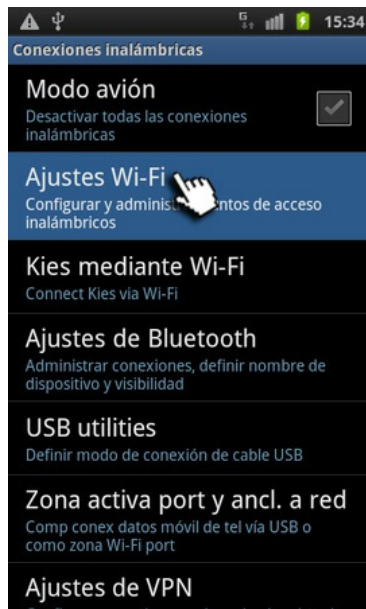 G 15:34
Conexiones inalámbricas
Modo avión
Desactivar todas las conexiones
inalámbricas
Ajustes Wi-Fi
Configurar y adminis ntos de acceso
inalámbricos
Kies mediante Wi-Fi
Connect Kies via Wi-Fi
Ajustes de Bluetooth
Administrar conexiones, definir nombre de
dispositivo y visibilidad
USB utilities
Definir modo de conexión de cable USB
Zona activa port y ancl. a red
Comp conex datos móvil de tel vía USB o
como zona Wi-Fi port
Ajustes de VPN